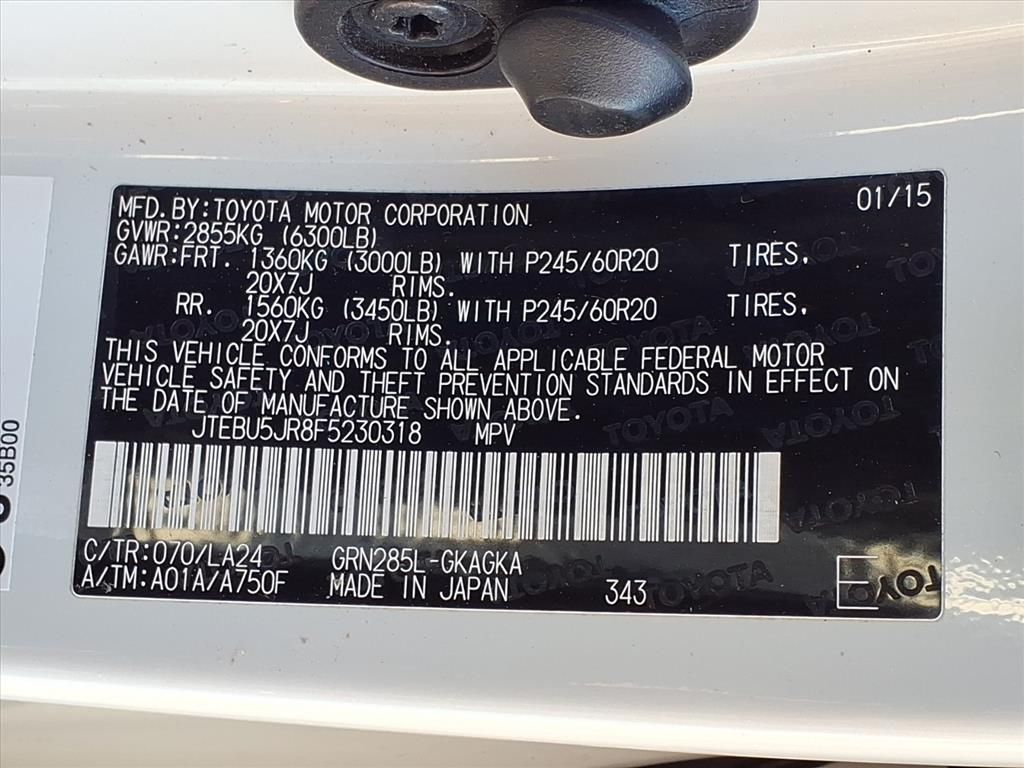 MFD.BY:TOYOTA MOTOR CORPORATION 01/15
GVWR:2855KG (6300LB)
GAWR:FRT. 1360KG (3000LB) WITH P245/60R20 TIRES,
20X7J RIMS.
RR. 1560KG (3450LB) WITH P245/60R20 TIRES,
20X7J RIMS.
THIS VEHICLE CONFORMS TO ALL APPLICABLE FEDERAL MOTOR
VEHICLE SAFETY AND THEFT PREVENTION STANDARDS IN EFFECT ON
THE DATE OF MANUFACTURE SHOWN ABOVE.
JTEBU5JR8F5230318 MPV
C/TR:070/LA24 GRN285L-GKAGKA
A/TM:A01A/A750F MADE IN JAPAN 343 E
35B00